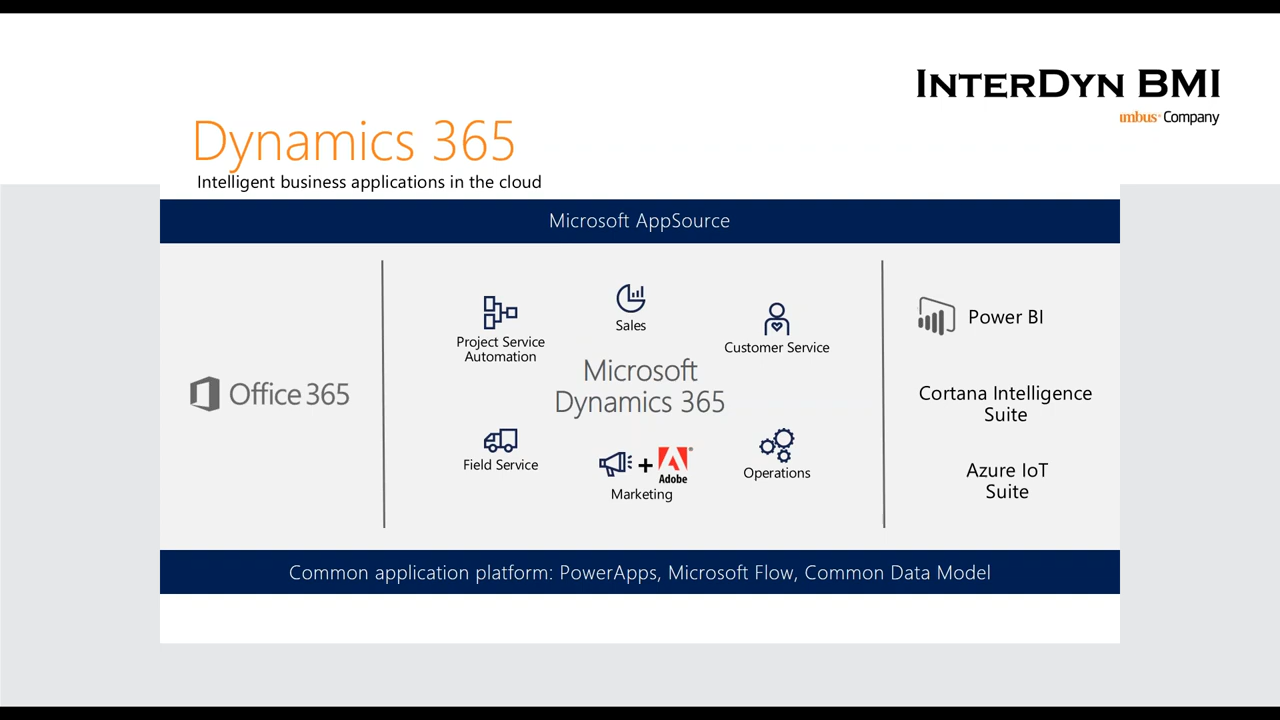 INTERDYN BMI
umbus® Company
Dynamics 365
Intelligent business applications in the cloud
Microsoft AppSource
Office 365
Project Service
Automation
Sales
Customer Service
Microsoft
Dynamics 365
Field Service
+
Adobe
®
Marketing
Operations
Power BI
Cortana Intelligence
Suite
Azure IoT
Suite
Common application platform: PowerApps, Microsoft Flow, Common Data Model